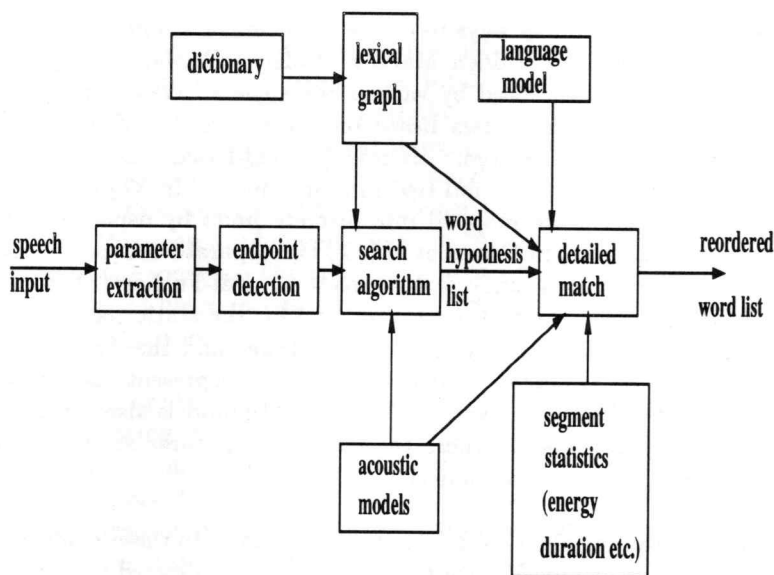 dictionary
lexical
graph
language
model
speech
input
parameter
extraction
endpoint
detection
search
algorithm
word
hypothesis
list
detailed
match
reordered
word list
acoustic
models
segment
statistics
(energy
duration etc.)